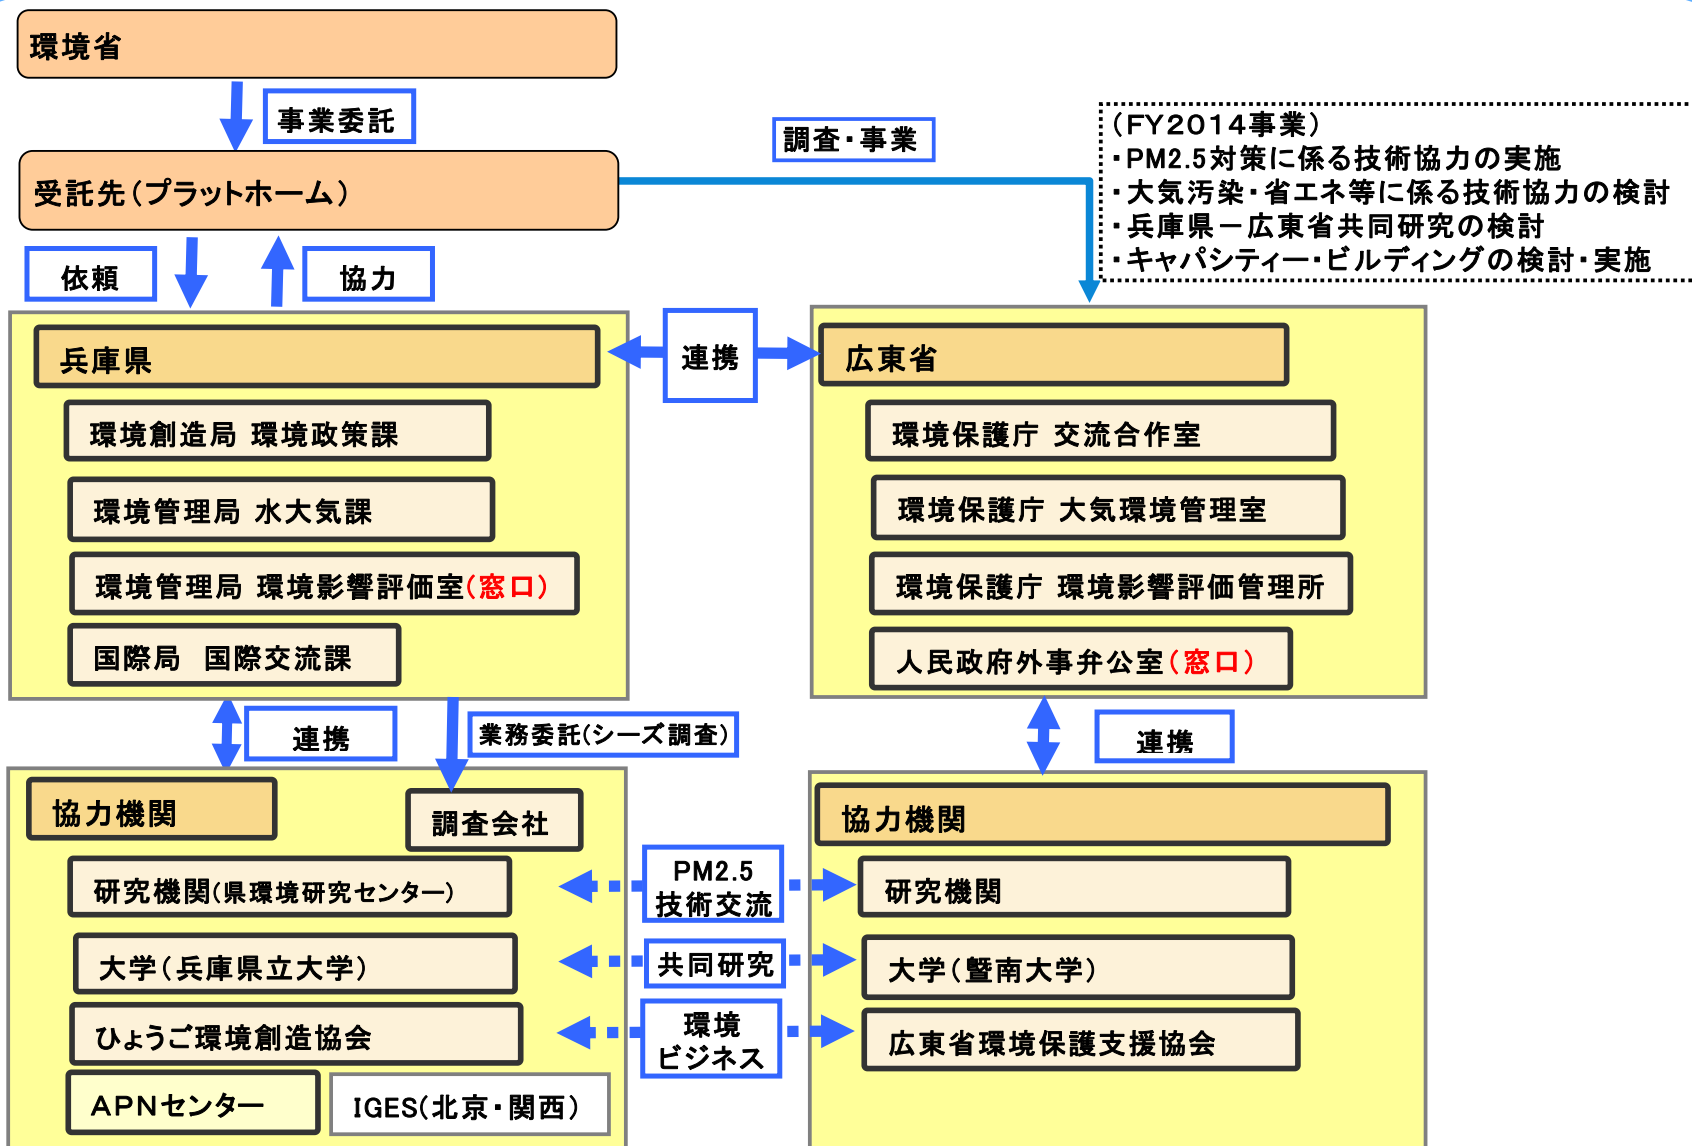 環境省
事業委託
受託先(プラットホーム)
調査・事業
(FY2014事業)
・PM2.5対策に係る技術協力の実施
・大気汚染・省エネ等に係る技術協力の検討
・兵庫県－広東省共同研究の検討
・キャパシティー・ビルディングの検討・実施
依頼
協力
兵庫県
環境創造局 環境政策課
環境管理局 水大気課
環境管理局 環境影響評価室(窓口)
国際局 国際交流課
連携
広東省
環境保護庁 交流合作室
環境保護庁 大気環境管理室
環境保護庁 環境影響評価管理所
人民政府外事弁公室(窓口)
連携
業務委託(シーズ調査)
連携
協力機関
調査会社
研究機関(県環境研究センター)
大学(兵庫県立大学)
ひょうご環境創造協会
APNセンター
IGES(北京・関西)
PM2.5
技術交流
共同研究
環境
ビジネス
協力機関
研究機関
大学(曁南大学)
広東省環境保護支援協会